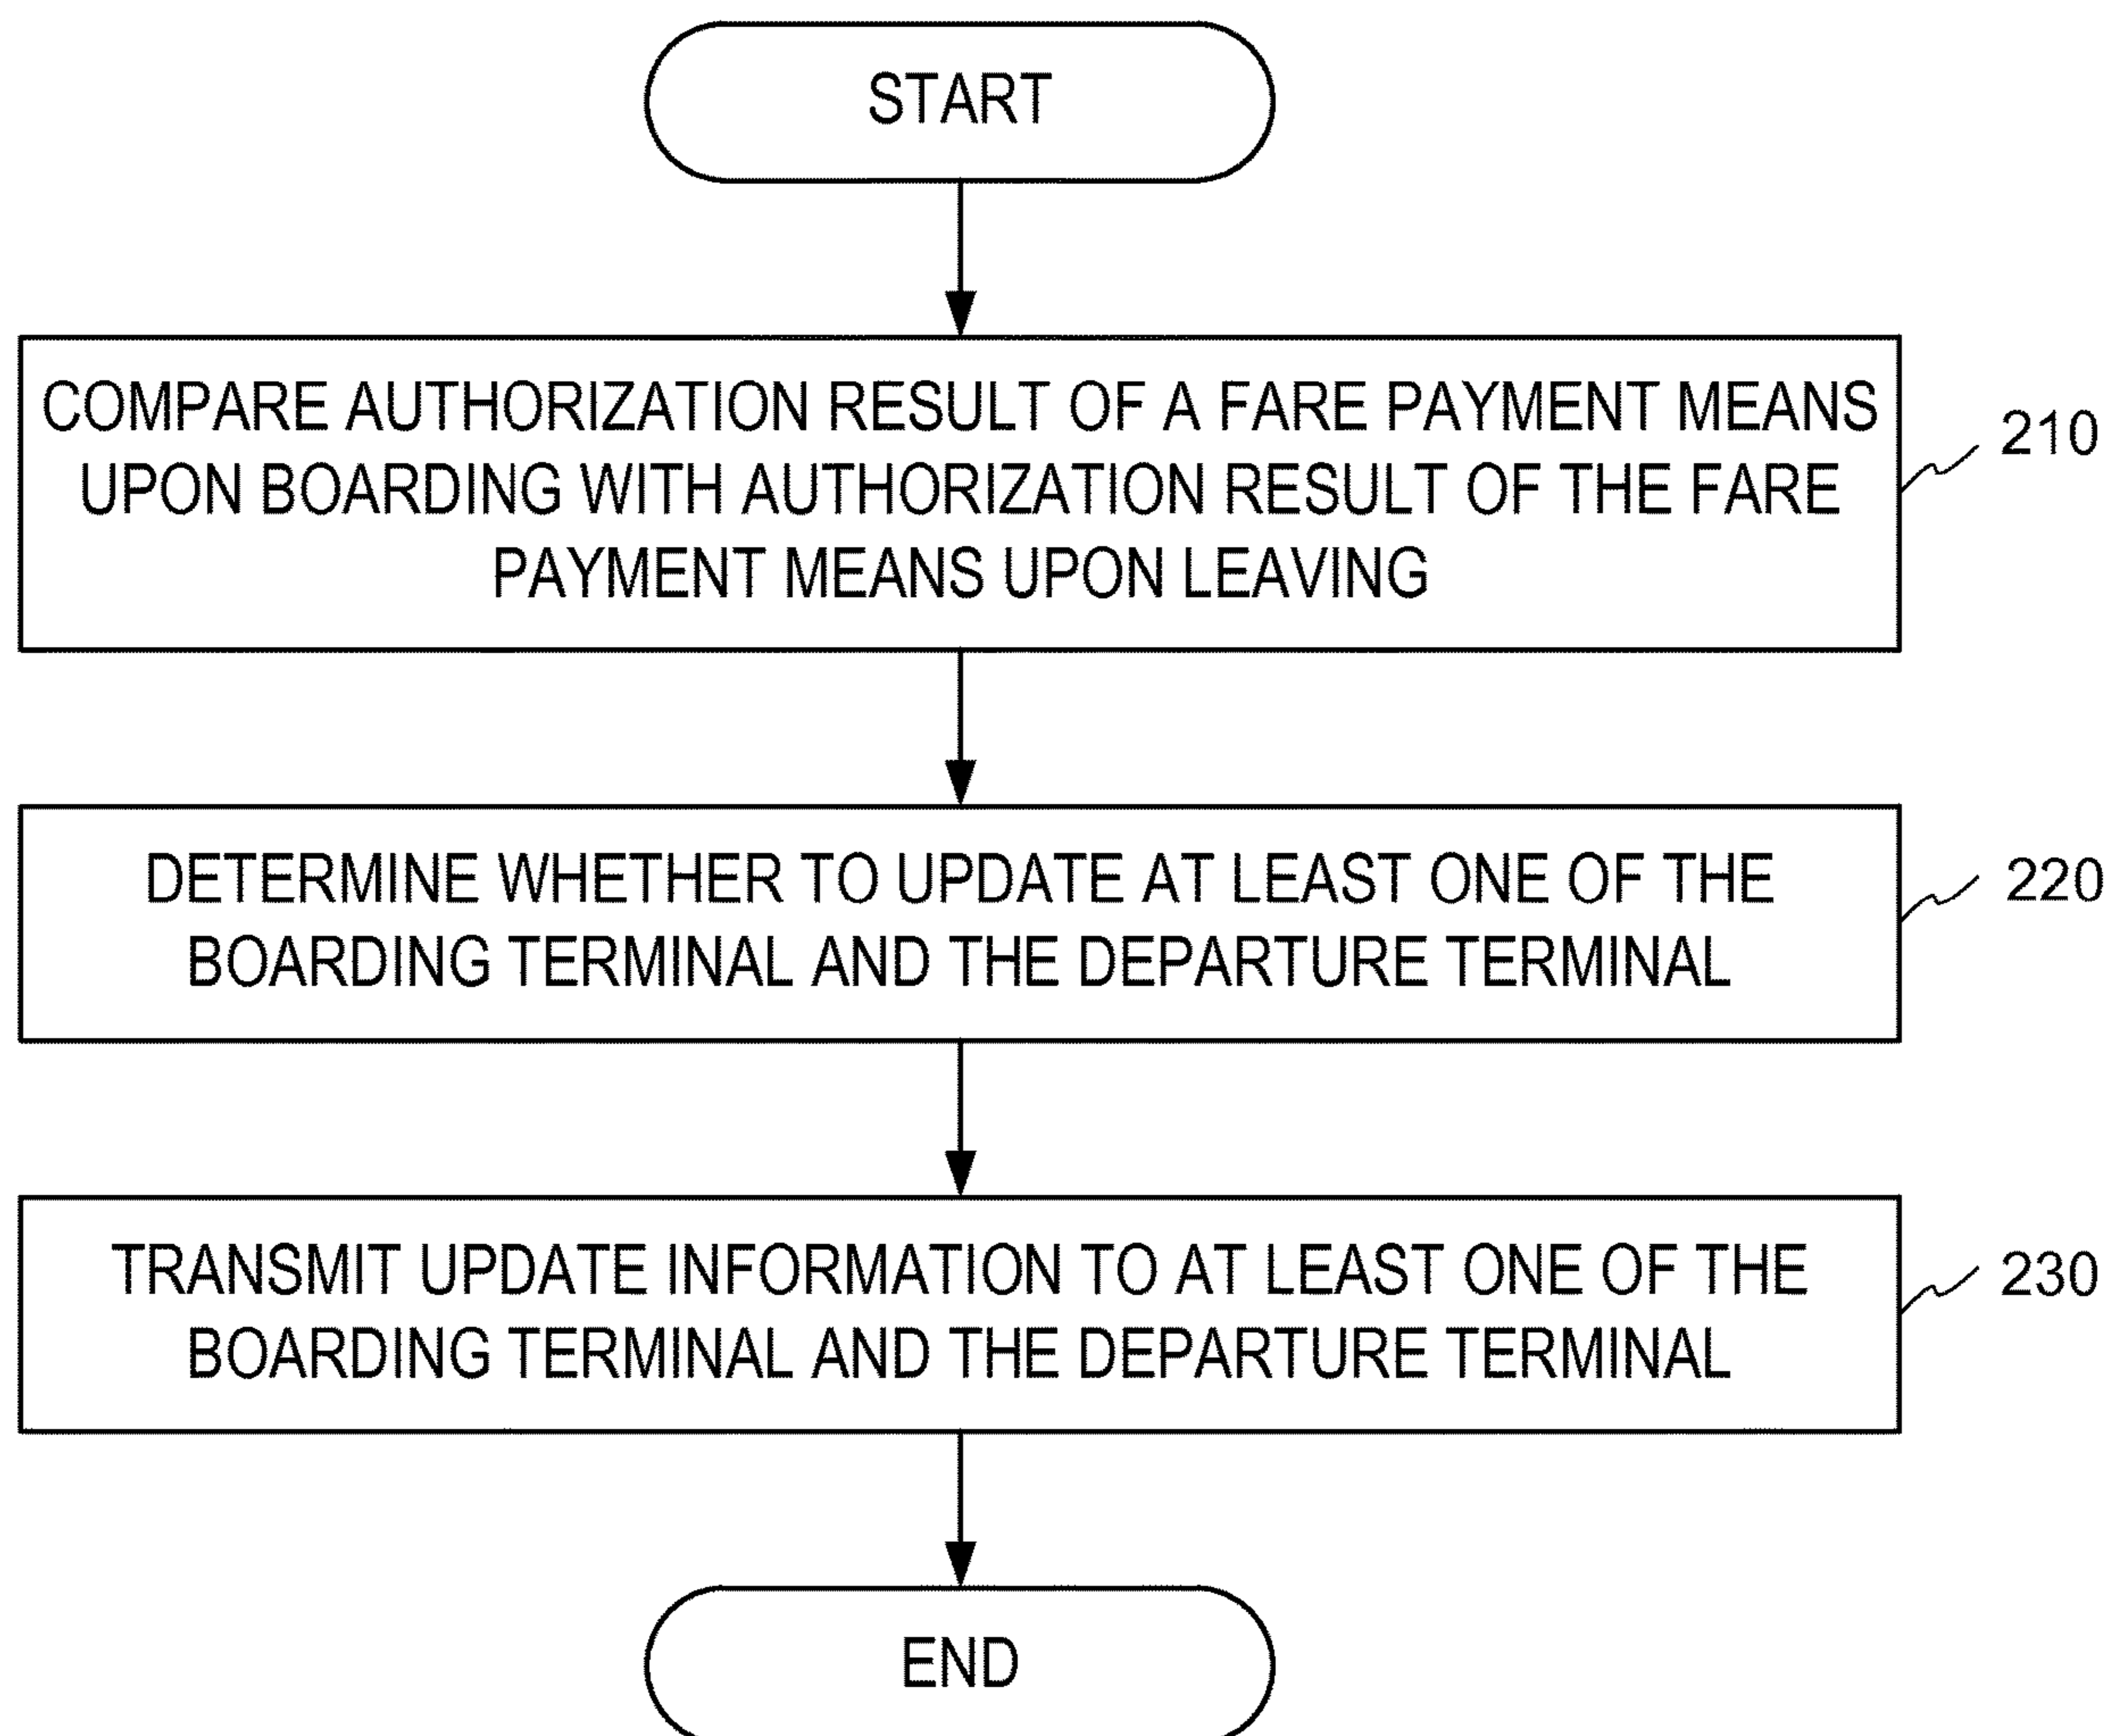 START
COMPARE AUTHORIZATION RESULT OF A FARE PAYMENT MEANS
UPON BOARDING WITH AUTHORIZATION RESULT OF THE FARE
PAYMENT MEANS UPON LEAVING
210
DETERMINE WHETHER TO UPDATE AT LEAST ONE OF THE
BOARDING TERMINAL AND THE DEPARTURE TERMINAL
220
TRANSMIT UPDATE INFORMATION TO AT LEAST ONE OF THE
BOARDING TERMINAL AND THE DEPARTURE TERMINAL
230
END